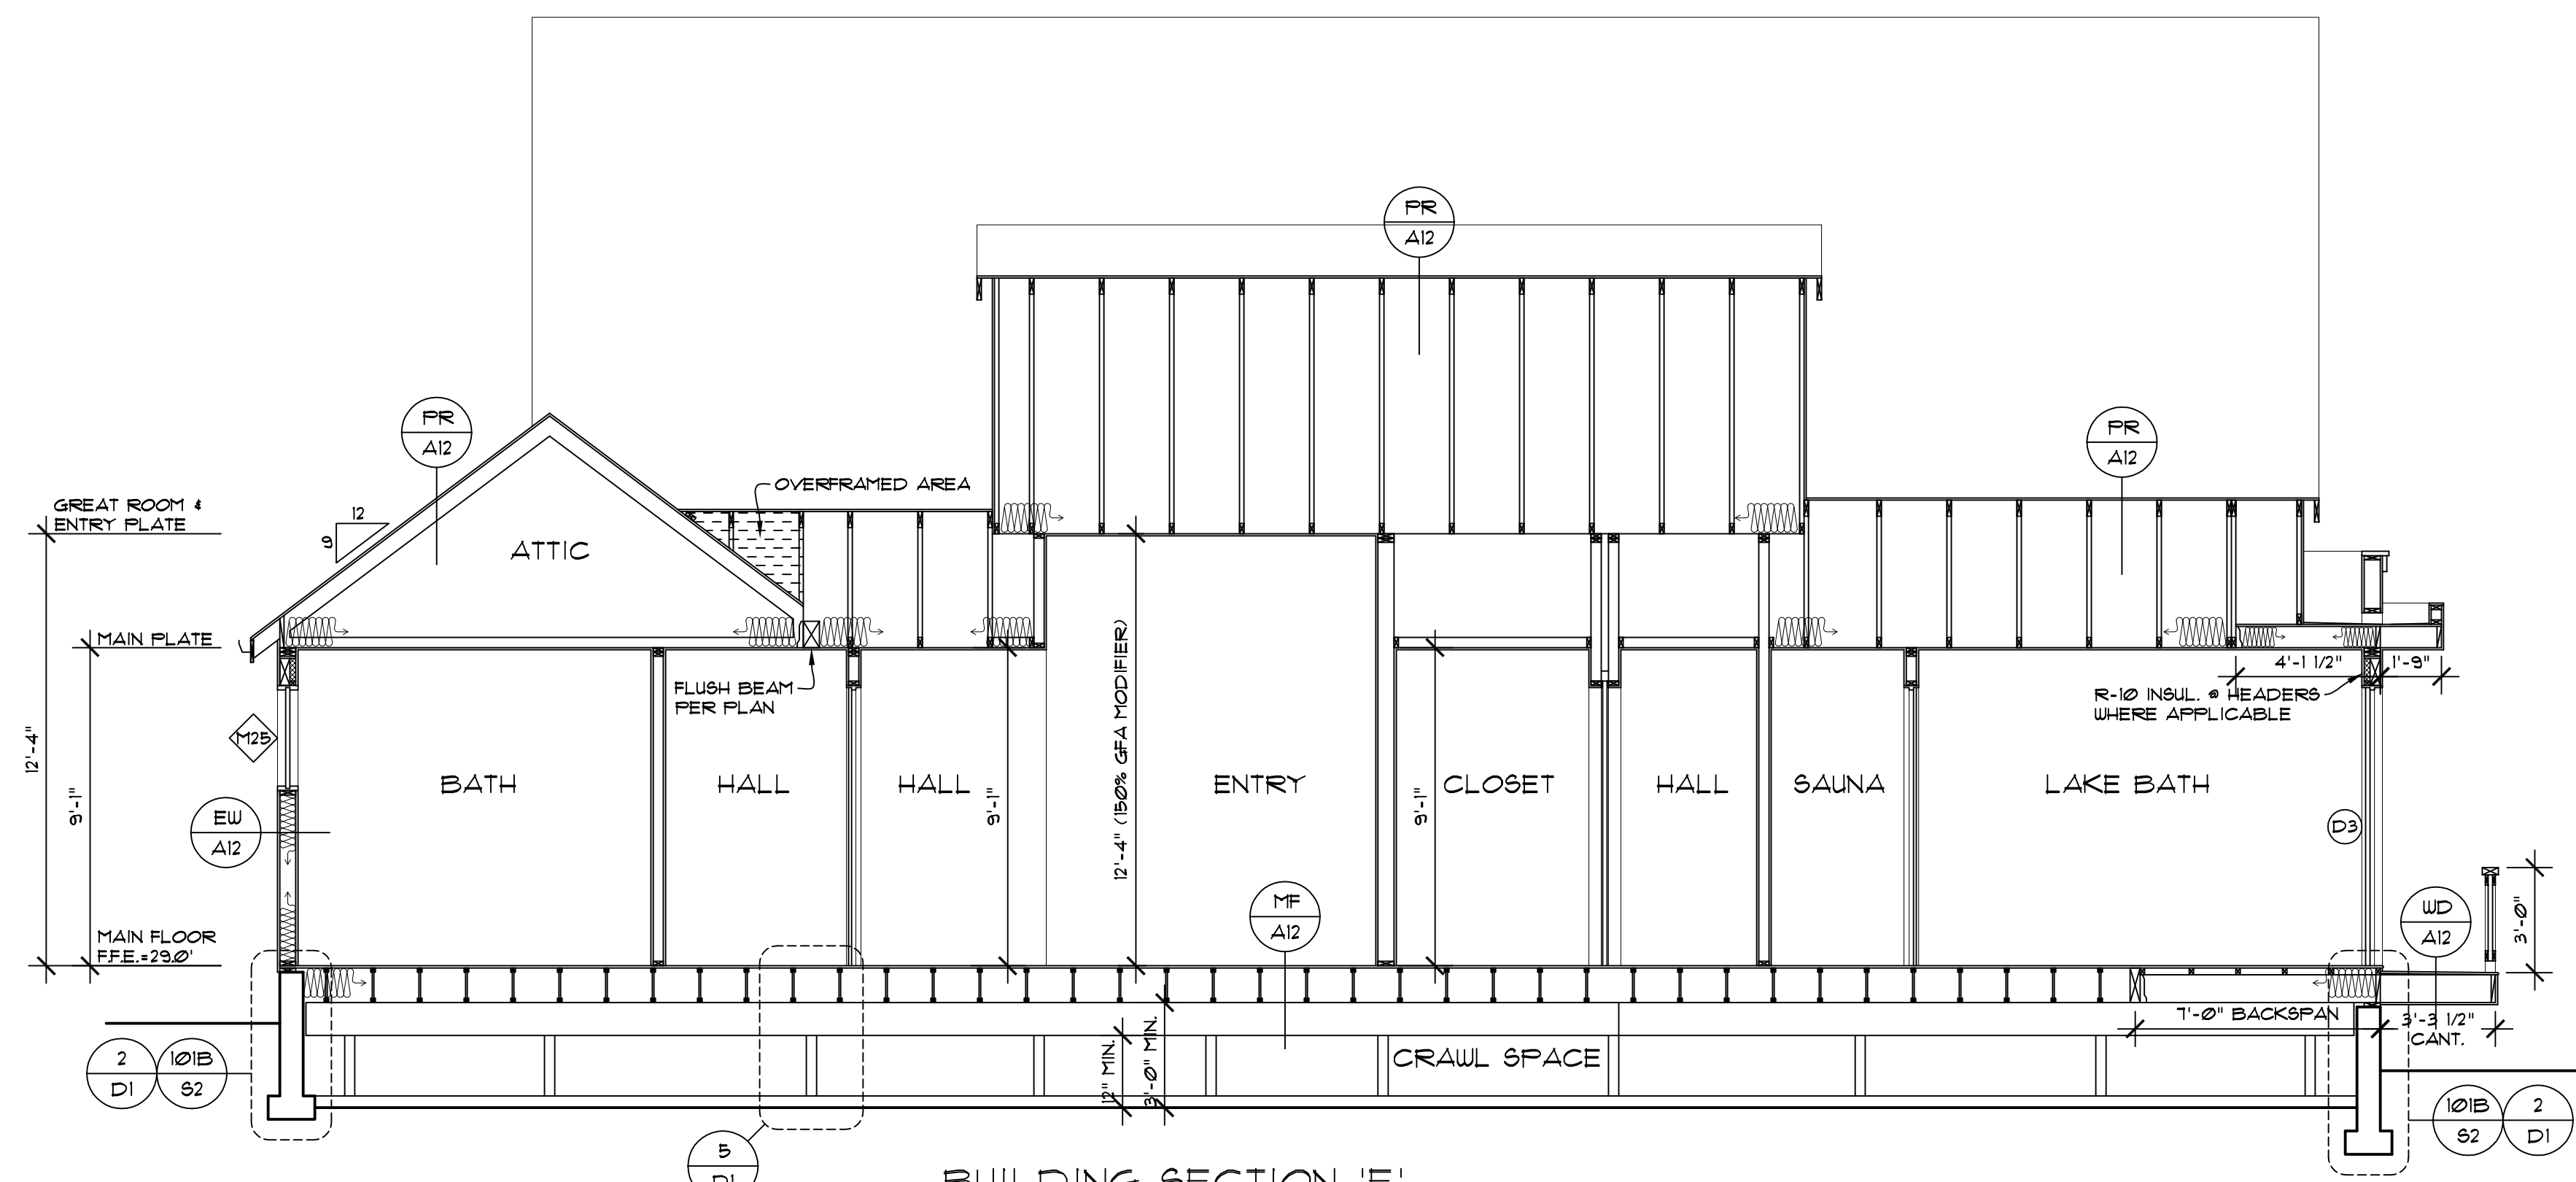 PR
A12
PR
A12
PR
A12
OVERFRAMED AREA
GREAT ROOM &
ENTRY PLATE
12
9
ATTIC
MAIN PLATE
FLUSH BEAM
PER PLAN
4'-1 1/2"
1'-9"
R-10 INSUL. @ HEADERS
WHERE APPLICABLE
M25
12'-4"
9'-1"
BATH
HALL
HALL
9'-1"
12'-4" (150% GFA MODIFIER)
ENTRY
9'-1"
CLOSET
HALL
SAUNA
LAKE BATH
EW
A12
D3
MF
A12
WD
A12
3'-0"
MAIN FLOOR
F.F.E.=29.0'
7'-0" BACKSPAN
3'-3 1/2"
CANT.
12" MIN.
3'-0" MIN.
CRAWL SPACE
2
D1
101B
S2
101B
S2
2
D1
5
D1
BUILDING SECTION 'E'